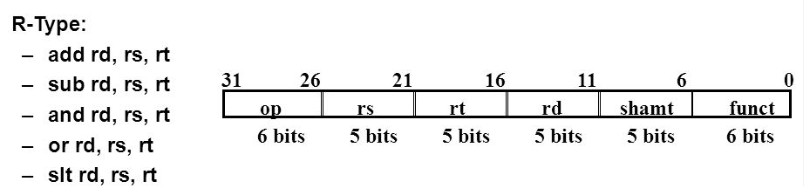 R-Type:
– add rd, rs, rt
– sub rd, rs, rt
– and rd, rs, rt
– or rd, rs, rt
– slt rd, rs, rt
31 26 21 16 11 6 0
op rs rt rd shamt funct
6 bits 5 bits 5 bits 5 bits 5 bits 6 bits